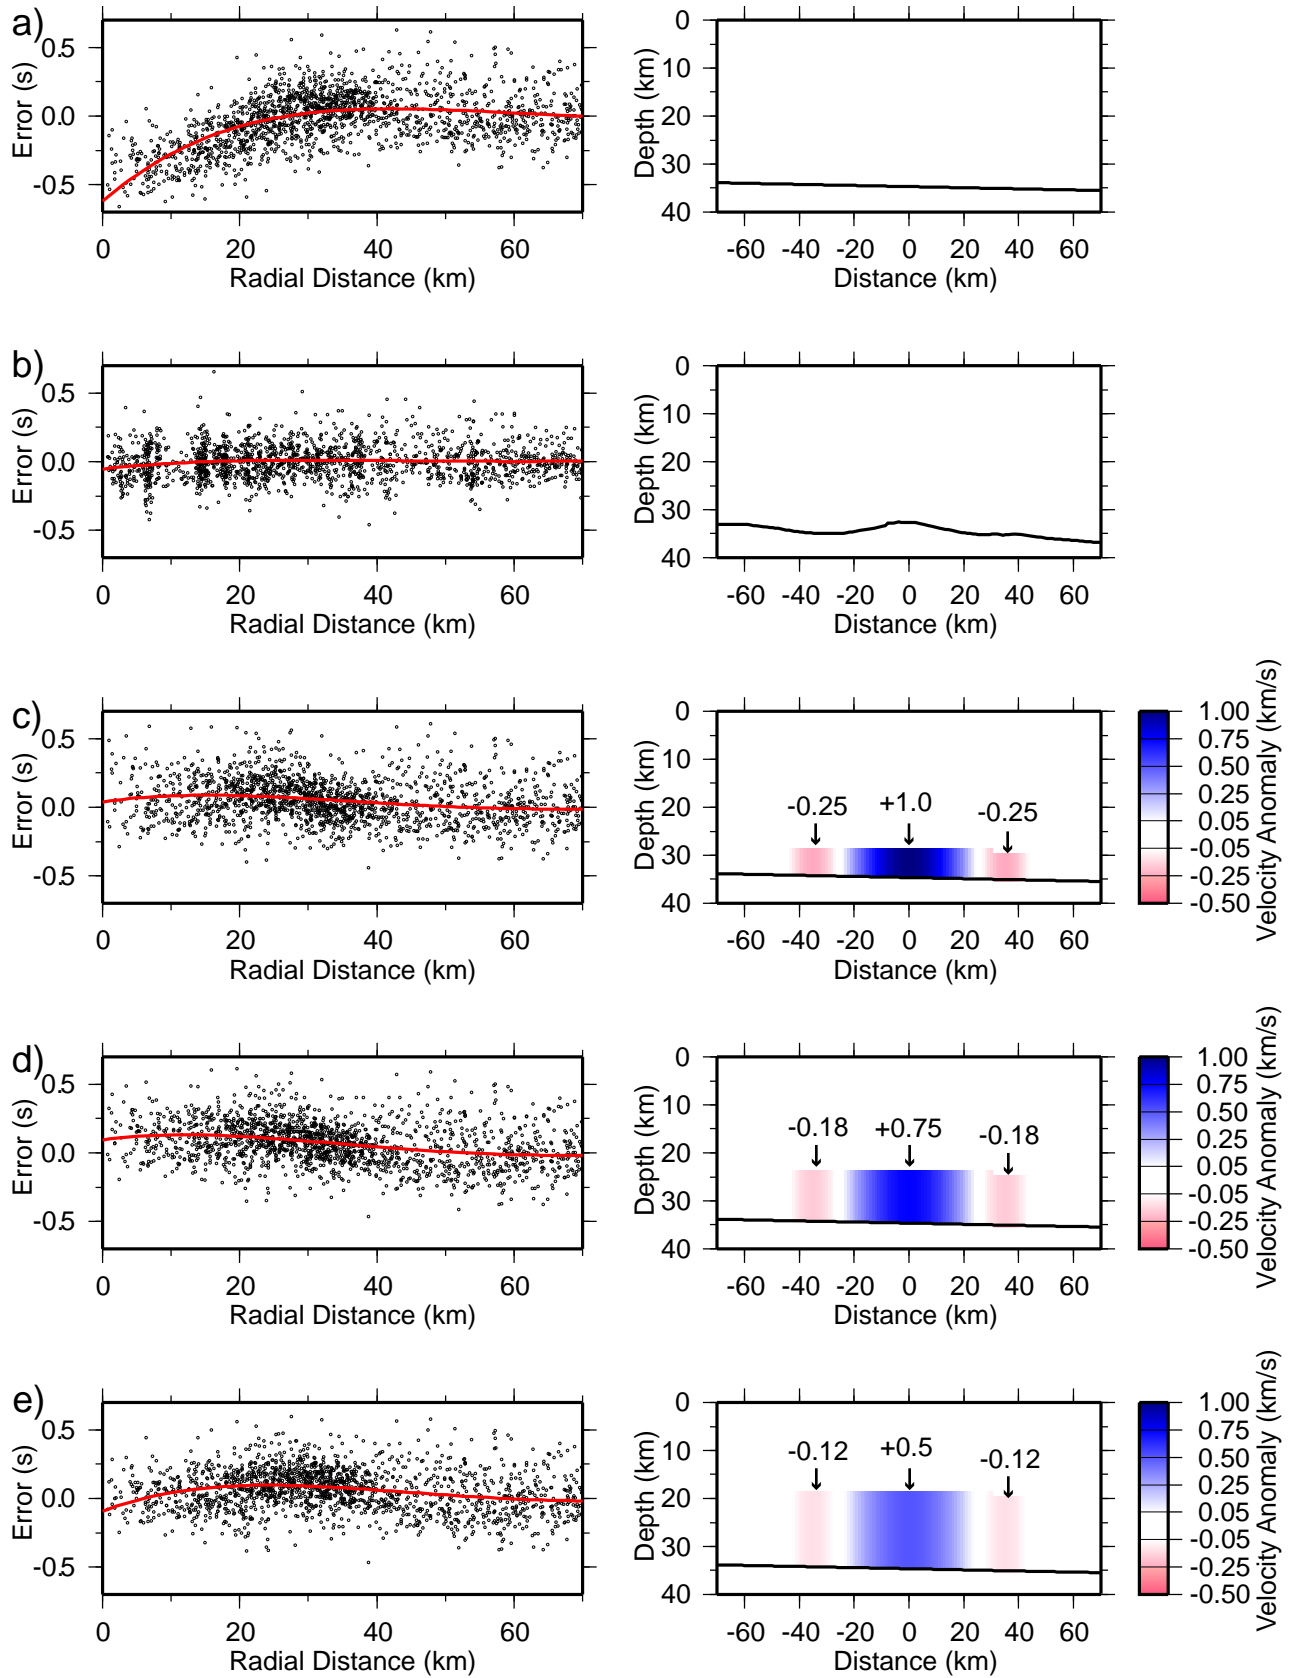 a)
0.5
0.0
-0.5
Error (s)
0 20 40 60
Radial Distance (km)
0
10
20
30
40
Depth (km)
-60 -40 -20 0 20 40 60
Distance (km)
b)
0.5
0.0
-0.5
Error (s)
0 20 40 60
Radial Distance (km)
0
10
20
30
40
Depth (km)
-60 -40 -20 0 20 40 60
Distance (km)
c)
0.5
0.0
-0.5
Error (s)
0 20 40 60
Radial Distance (km)
0
10
20
30
40
Depth (km)
-0.25 +1.0 -0.25
-60 -40 -20 0 20 40 60
Distance (km)
1.00
0.75
0.50
0.25
0.05
-0.05
-0.25
-0.50
Velocity Anomaly (km/s)
d)
0.5
0.0
-0.5
Error (s)
0 20 40 60
Radial Distance (km)
0
10
20
30
40
Depth (km)
-0.18 +0.75 -0.18
-60 -40 -20 0 20 40 60
Distance (km)
1.00
0.75
0.50
0.25
0.05
-0.05
-0.25
-0.50
Velocity Anomaly (km/s)
e)
0.5
0.0
-0.5
Error (s)
0 20 40 60
Radial Distance (km)
0
10
20
30
40
Depth (km)
-0.12 +0.5 -0.12
-60 -40 -20 0 20 40 60
Distance (km)
1.00
0.75
0.50
0.25
0.05
-0.05
-0.25
-0.50
Velocity Anomaly (km/s)